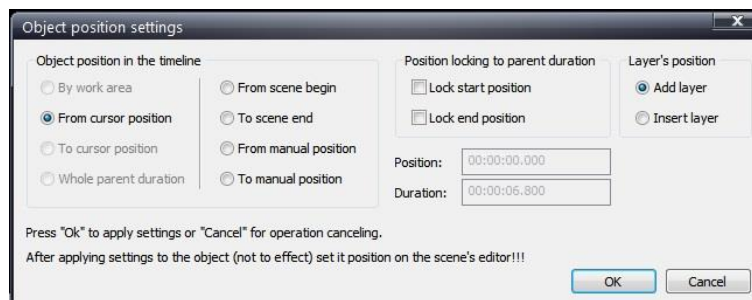 Object position settings
X
Object position in the timeline
By work area
From cursor position
To cursor position
Whole parent duration
From scene begin
To scene end
From manual position
To manual position
Position locking to parent duration
Lock start position
Lock end position
Layer's position
Add layer
Insert layer
Position: 00:00:00.000
Duration: 00:00:06.800
Press "Ok" to apply settings or "Cancel" for operation canceling.
After applying settings to the object (not to effect) set it position on the scene's editor!!!
OK Cancel